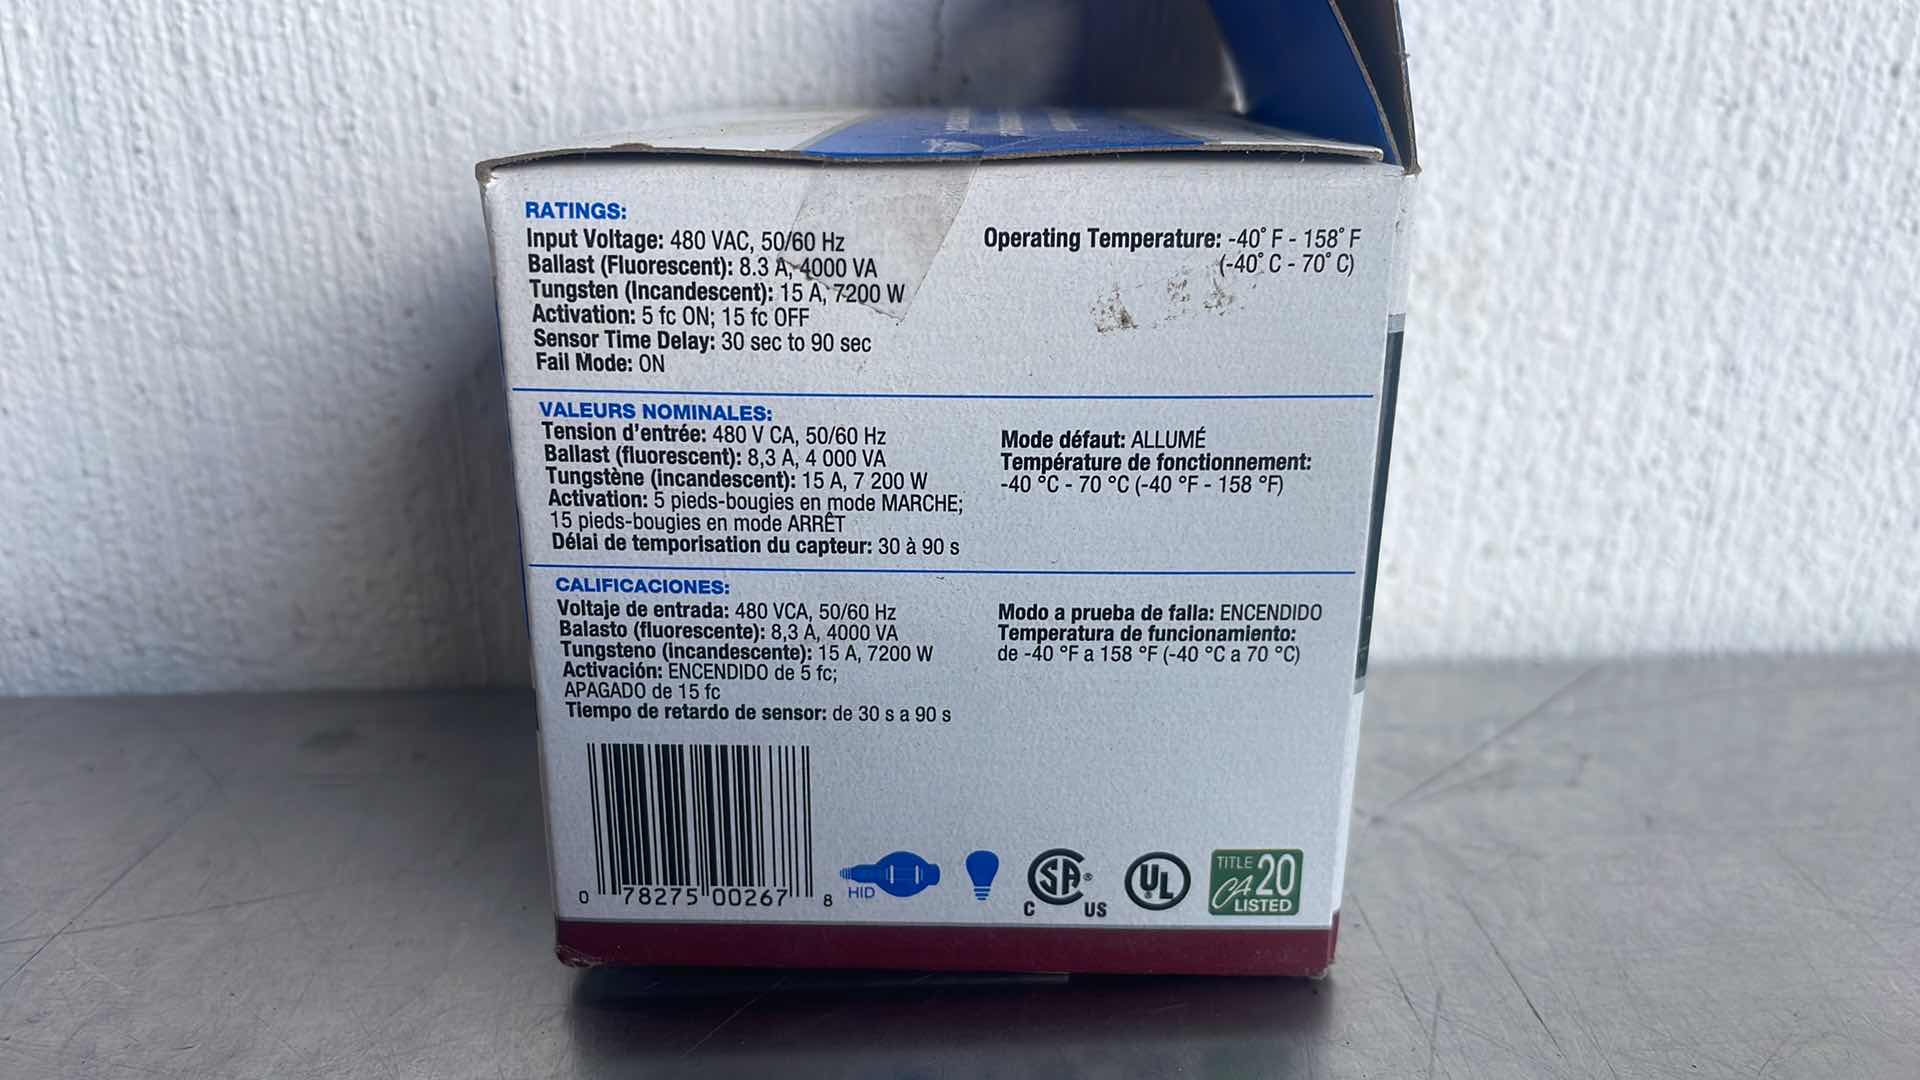 RATINGS:
Input Voltage: 480 VAC, 50/60 Hz
Ballast (Fluorescent): 8.3 A, 4000 VA
Tungsten (Incandescent): 15 A, 7200 W
Activation: 5 fc ON; 15 fc OFF
Sensor Time Delay: 30 sec to 90 sec
Fail Mode: ON
Operating Temperature: -40° F - 158° F
(-40° C - 70° C)
VALEURS NOMINALES:
Tension d'entrée: 480 V CA, 50/60 Hz
Ballast (fluorescent): 8,3 A, 4 000 VA
Tungstène (incandescent): 15 A, 7 200 W
Activation: 5 pieds-bougies en mode MARCHE;
15 pieds-bougies en mode ARRÊT
Délai de temporisation du capteur: 30 à 90 s
Mode défaut: ALLUMÉ
Température de fonctionnement:
-40 °C - 70 °C (-40 °F - 158 °F)
CALIFICACIONES:
Voltaje de entrada: 480 VCA, 50/60 Hz
Balasto (fluorescente): 8,3 A, 4000 VA
Tungsteno (incandescente): 15 A, 7200 W
Activación: ENCENDIDO de 5 fc;
APAGADO de 15 fc
Tiempo de retardo de sensor: de 30 s a 90 s
Modo a prueba de falla: ENCENDIDO
Temperatura de funcionamiento:
de -40 °F a 158 °F (-40 °C a 70 °C)
0 78275 00267 8
HID
C SA® US
UL
TITLE 20
CA LISTED